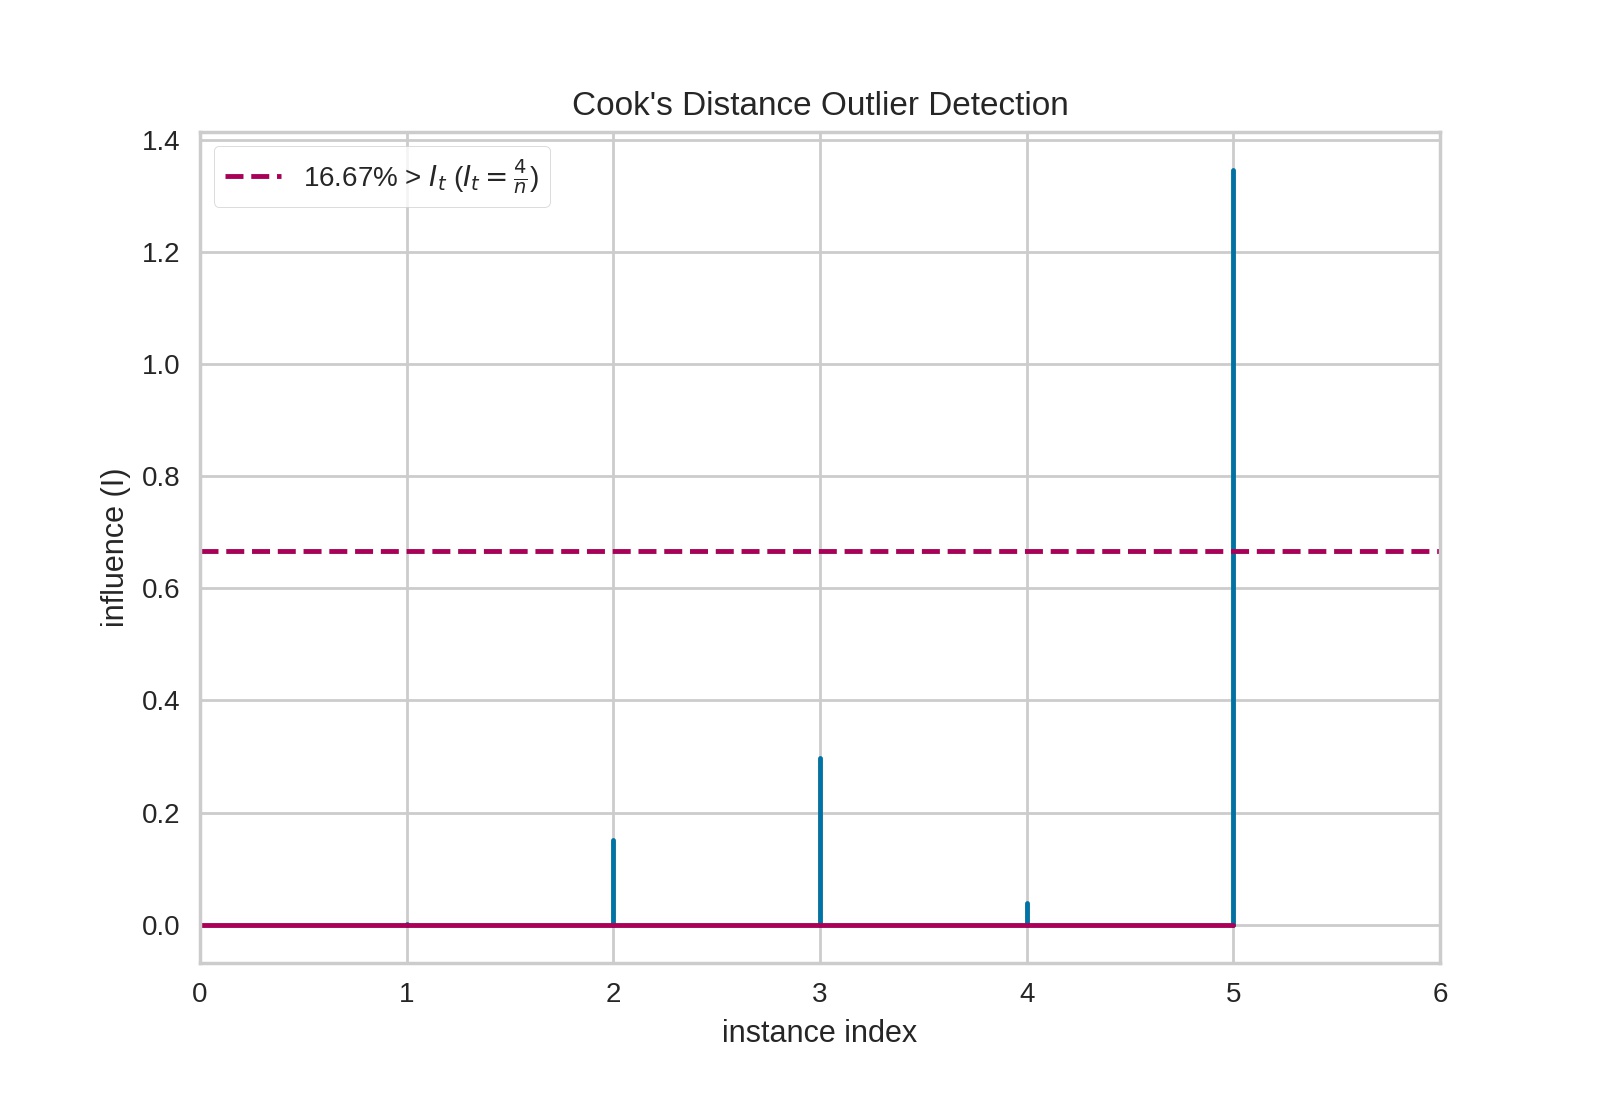 Cook's Distance Outlier Detection
1.4
16.67% > I_t (I_t = 4/n)
1.2
1.0
0.8
influence (I)
0.6
0.4
0.2
0.0
0 1 2 3 4 5 6
instance index